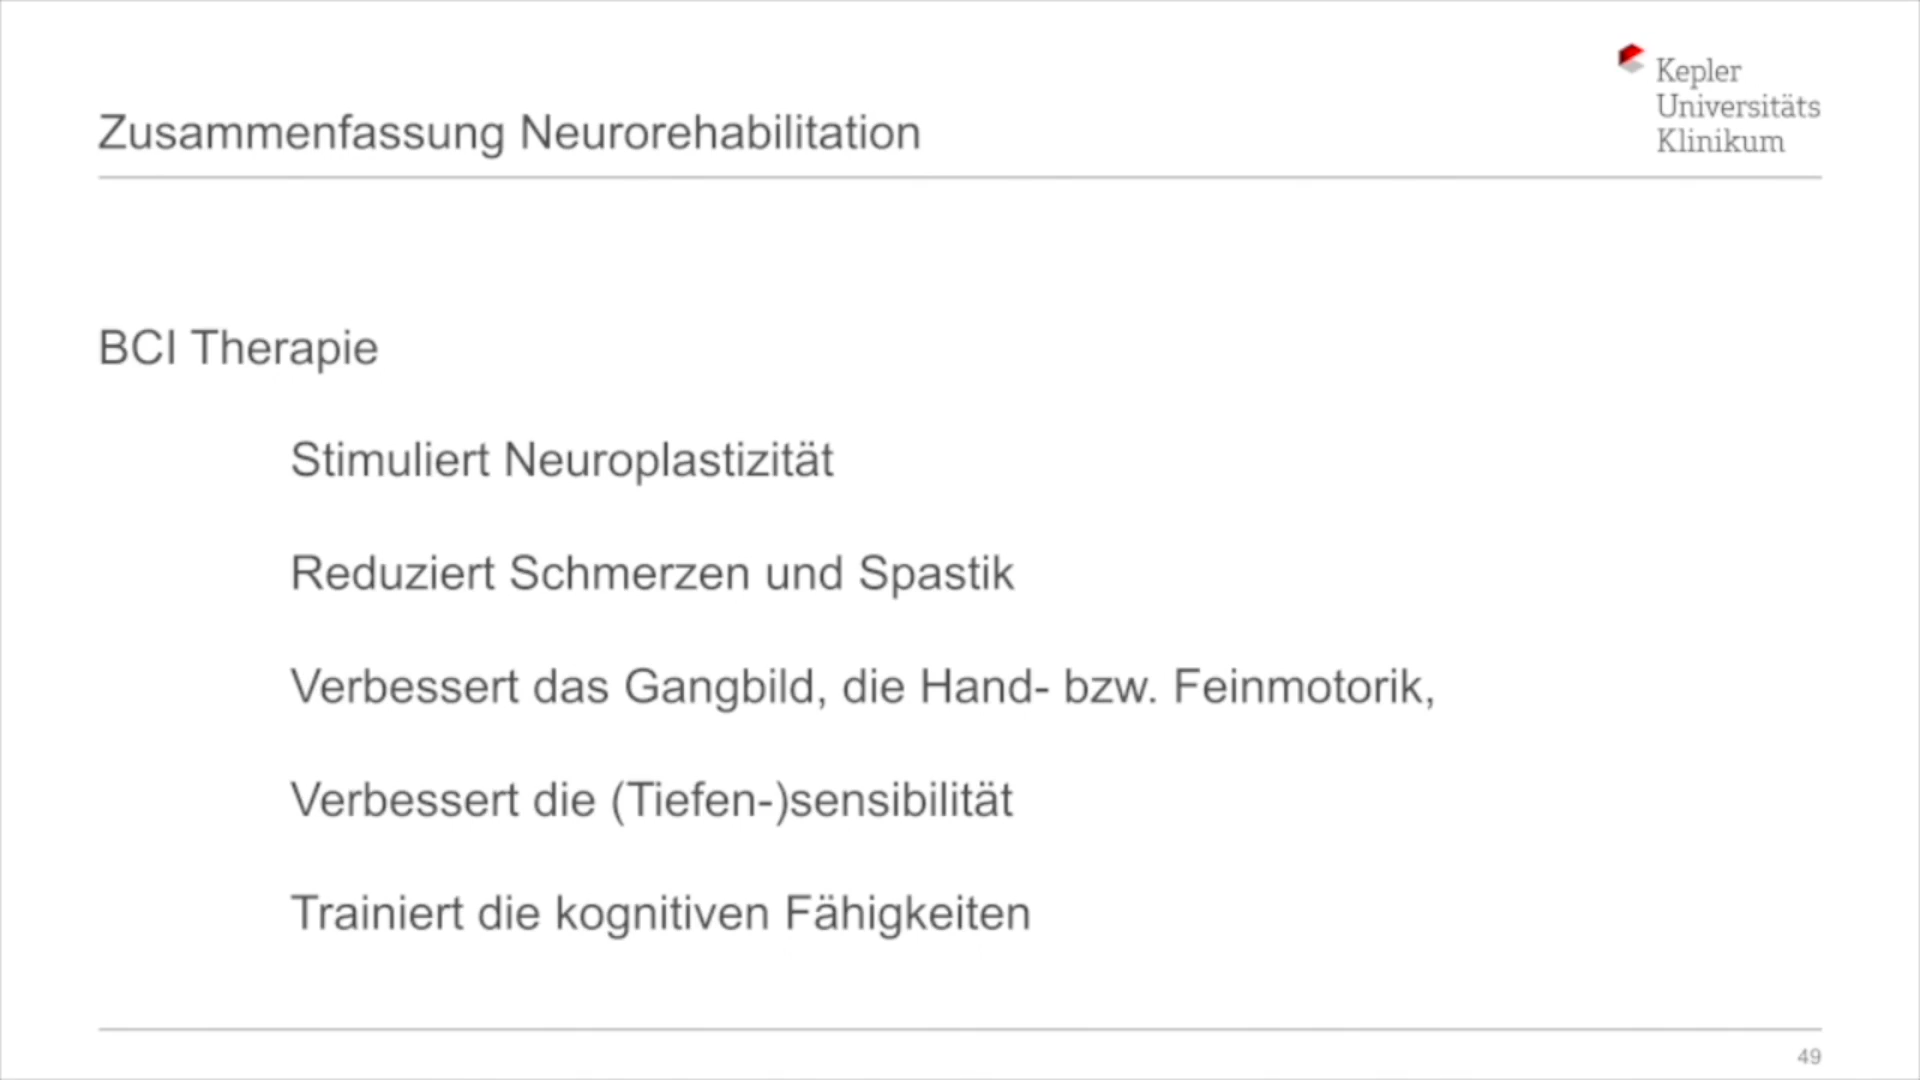 Zusammenfassung Neurorehabilitation
Kepler
Universitäts
Klinikum
BCI Therapie
Stimuliert Neuroplastizität
Reduziert Schmerzen und Spastik
Verbessert das Gangbild, die Hand- bzw. Feinmotorik,
Verbessert die (Tiefen-)sensibilität
Trainiert die kognitiven Fähigkeiten
49